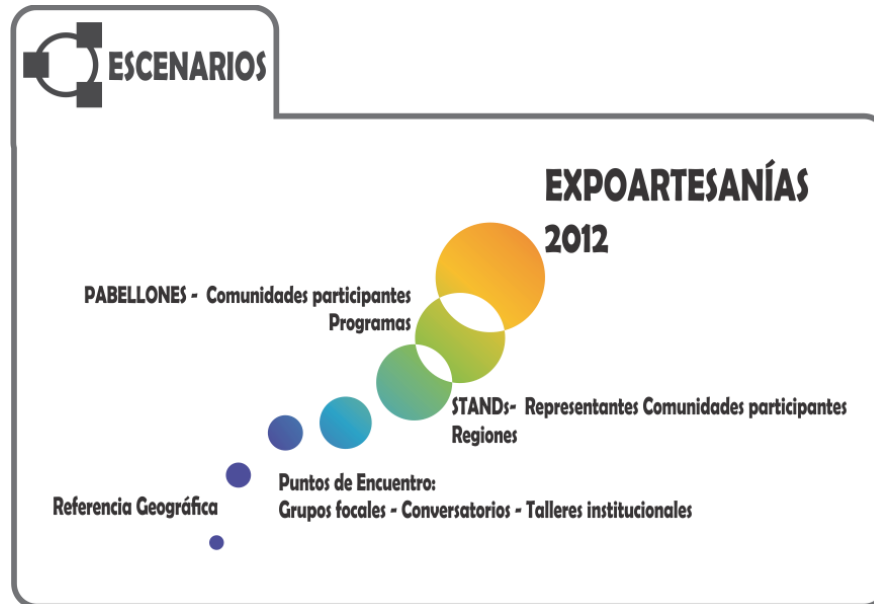 ESCENARIOS
EXPOARTESANÍAS
2012
PABELLONES - Comunidades participantes
Programas
STANDs- Representantes Comunidades participantes
Regiones
Puntos de Encuentro:
Referencia Geográfica
Grupos focales - Conversatorios - Talleres institucionales